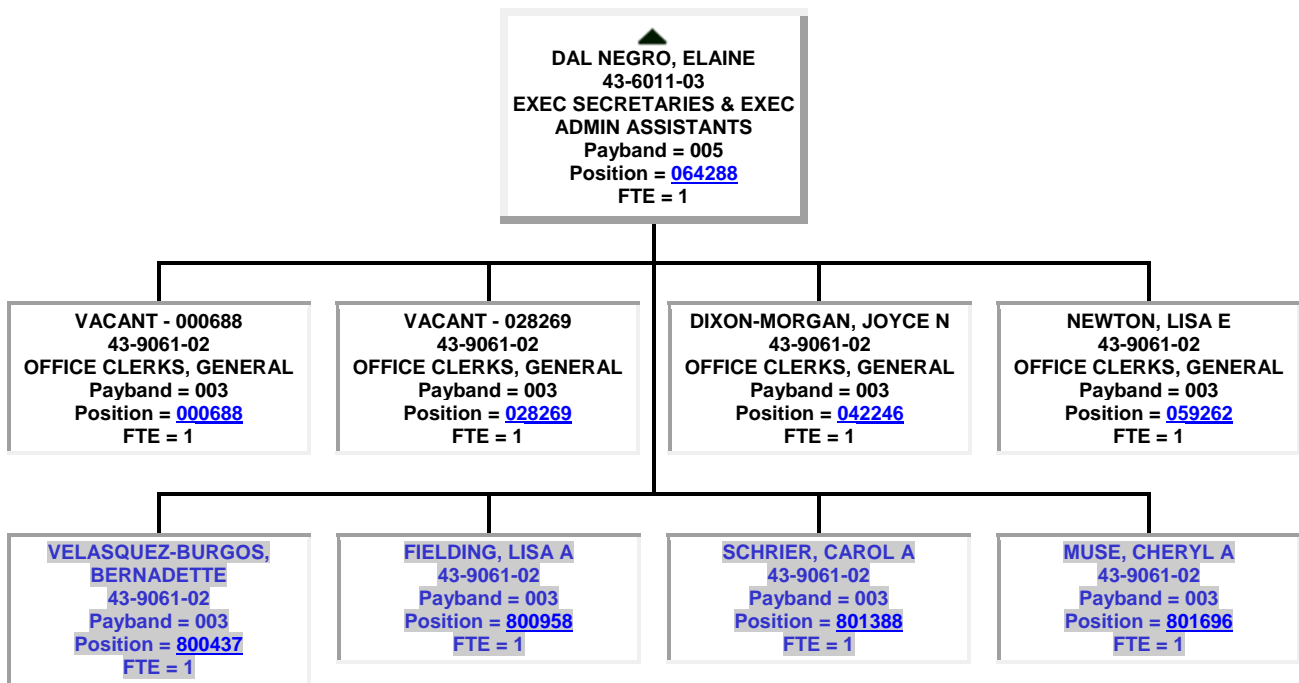 DAL NEGRO, ELAINE
43-6011-03
EXEC SECRETARIES & EXEC
ADMIN ASSISTANTS
Payband = 005
Position = 064288
FTE = 1
VACANT - 000688
43-9061-02
OFFICE CLERKS, GENERAL
Payband = 003
Position = 000688
FTE = 1
VACANT - 028269
43-9061-02
OFFICE CLERKS, GENERAL
Payband = 003
Position = 028269
FTE = 1
DIXON-MORGAN, JOYCE N
43-9061-02
OFFICE CLERKS, GENERAL
Payband = 003
Position = 042246
FTE = 1
NEWTON, LISA E
43-9061-02
OFFICE CLERKS, GENERAL
Payband = 003
Position = 059262
FTE = 1
VELASQUEZ-BURGOS,
BERNADETTE
43-9061-02
Payband = 003
Position = 800437
FTE = 1
FIELDING, LISA A
43-9061-02
Payband = 003
Position = 800958
FTE = 1
SCHRIER, CAROL A
43-9061-02
Payband = 003
Position = 801388
FTE = 1
MUSE, CHERYL A
43-9061-02
Payband = 003
Position = 801696
FTE = 1